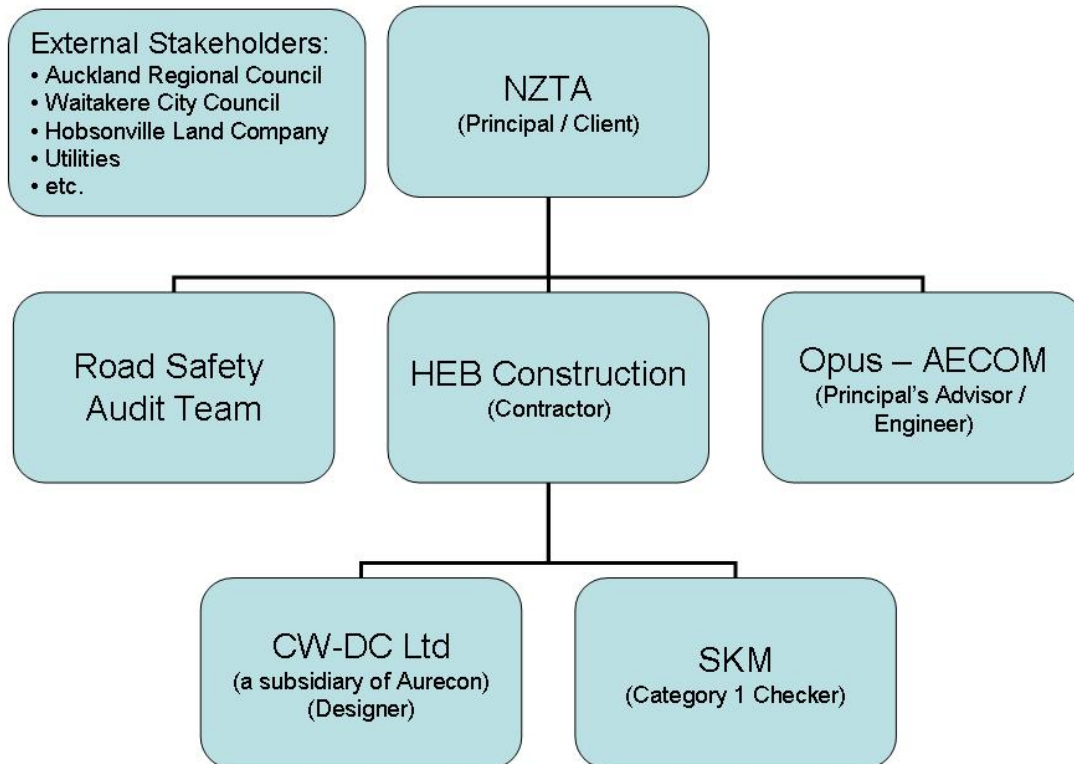 External Stakeholders:
• Auckland Regional Council
• Waitakere City Council
• Hobsonville Land Company
• Utilities
• etc.
NZTA
(Principal / Client)
Road Safety
Audit Team
HEB Construction
(Contractor)
Opus – AECOM
(Principal's Advisor /
Engineer)
CW-DC Ltd
(a subsidiary of Aurecon)
(Designer)
SKM
(Category 1 Checker)